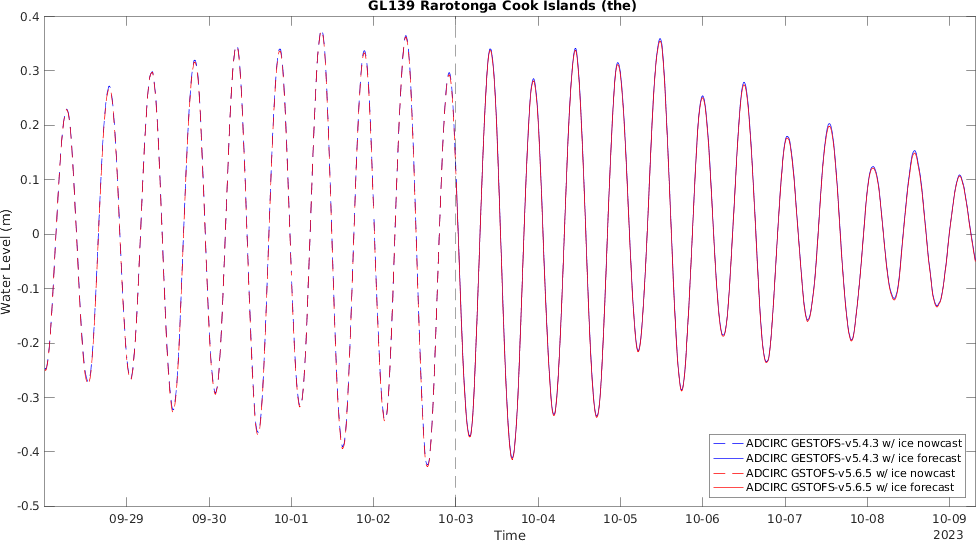 GL139 Rarotonga Cook Islands (the)
0.4
0.3
0.2
0.1
0
-0.1
-0.2
-0.3
-0.4
-0.5
Water Level (m)
ADCIRC GESTOFS-v5.4.3 w/ ice nowcast
ADCIRC GESTOFS-v5.4.3 w/ ice forecast
ADCIRC GSTOFS-v5.6.5 w/ ice nowcast
ADCIRC GSTOFS-v5.6.5 w/ ice forecast
09-29 09-30 10-01 10-02 10-03 10-04 10-05 10-06 10-07 10-08 10-09
Time
2023